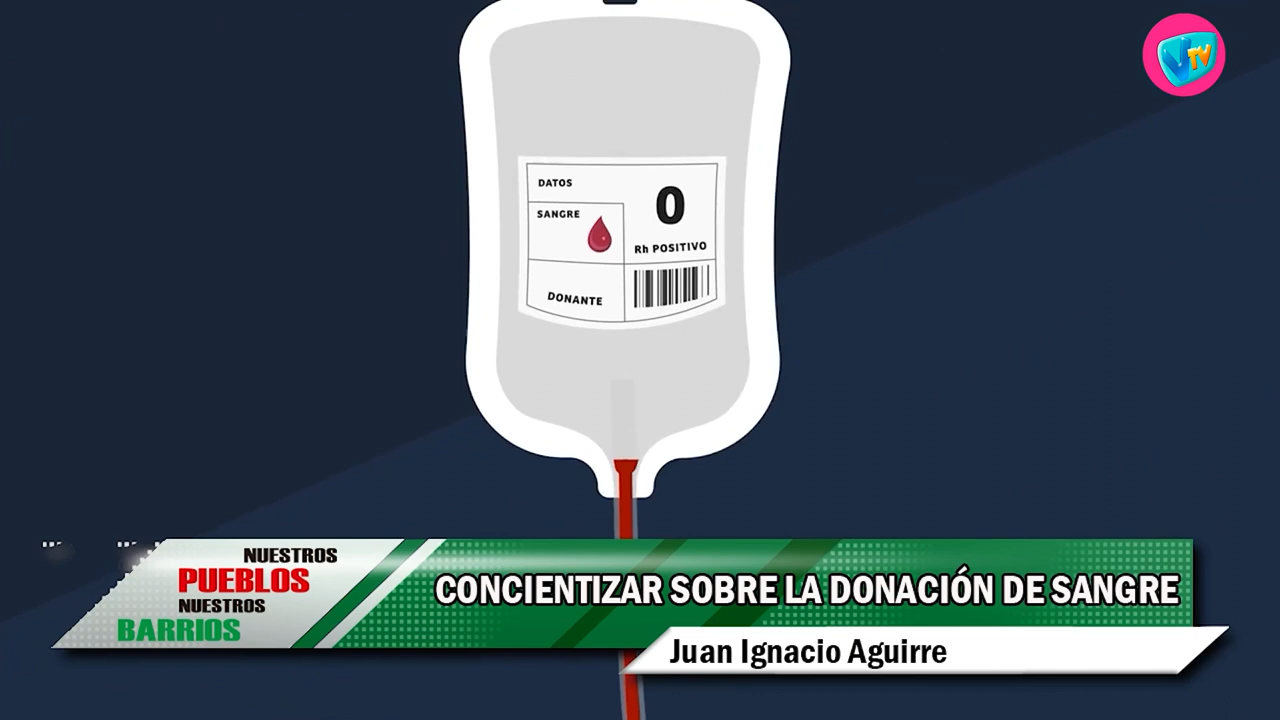 V TV
DATOS
0
SANGRE
Rh POSITIVO
DONANTE
NUESTROS
PUEBLOS
NUESTROS
BARRIOS
CONCIENTIZAR SOBRE LA DONACIÓN DE SANGRE
Juan Ignacio Aguirre